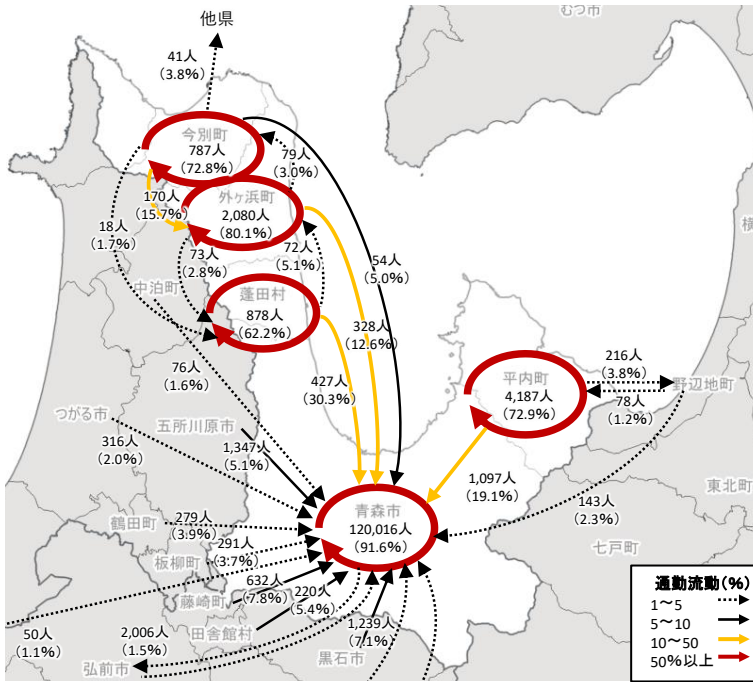 他県
むつ市
41人
(3.8%)
今別町
787人
(72.8%)
79人
(3.0%)
170人
(15.7%)
外ヶ浜町
2,080人
(80.1%)
18人
(1.7%)
73人
(2.8%)
72人
(5.1%)
54人
(5.0%)
横
中泊町
蓬田村
878人
(62.2%)
328人
(12.6%)
76人
(1.6%)
427人
(30.3%)
平内町
4,187人
(72.9%)
216人
(3.8%)
野辺地町
78人
(1.2%)
つがる市
316人
(2.0%)
五所川原市
1,347人
(5.1%)
1,097人
(19.1%)
東北町
143人
(2.3%)
七戸町
青森市
120,016人
(91.6%)
鶴田町
279人
(3.9%)
板柳町
291人
(3.7%)
藤崎町
632人
(7.8%)
220人
(5.4%)
田舎館村
50人
(1.1%)
2,006人
(1.5%)
弘前市
1,239人
(7.1%)
黒石市
通勤流動(%)
1～5
5～10
10～50
50%以上